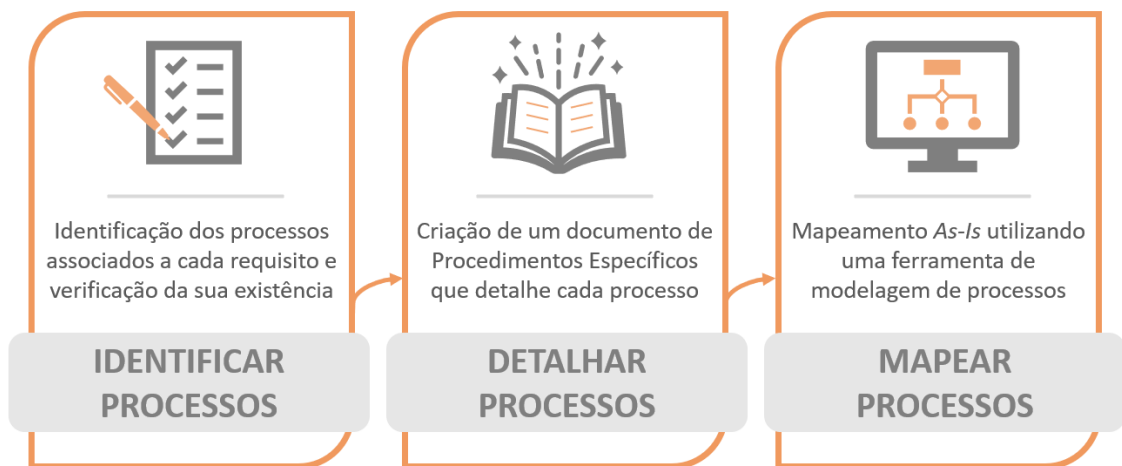 Identificação dos processos
associados a cada requisito e
verificação da sua existência
IDENTIFICAR
PROCESSOS
Criação de um documento de
Procedimentos Específicos
que detalhe cada processo
DETALHAR
PROCESSOS
Mapeamento As-Is utilizando
uma ferramenta de
modelagem de processos
MAPEAR
PROCESSOS